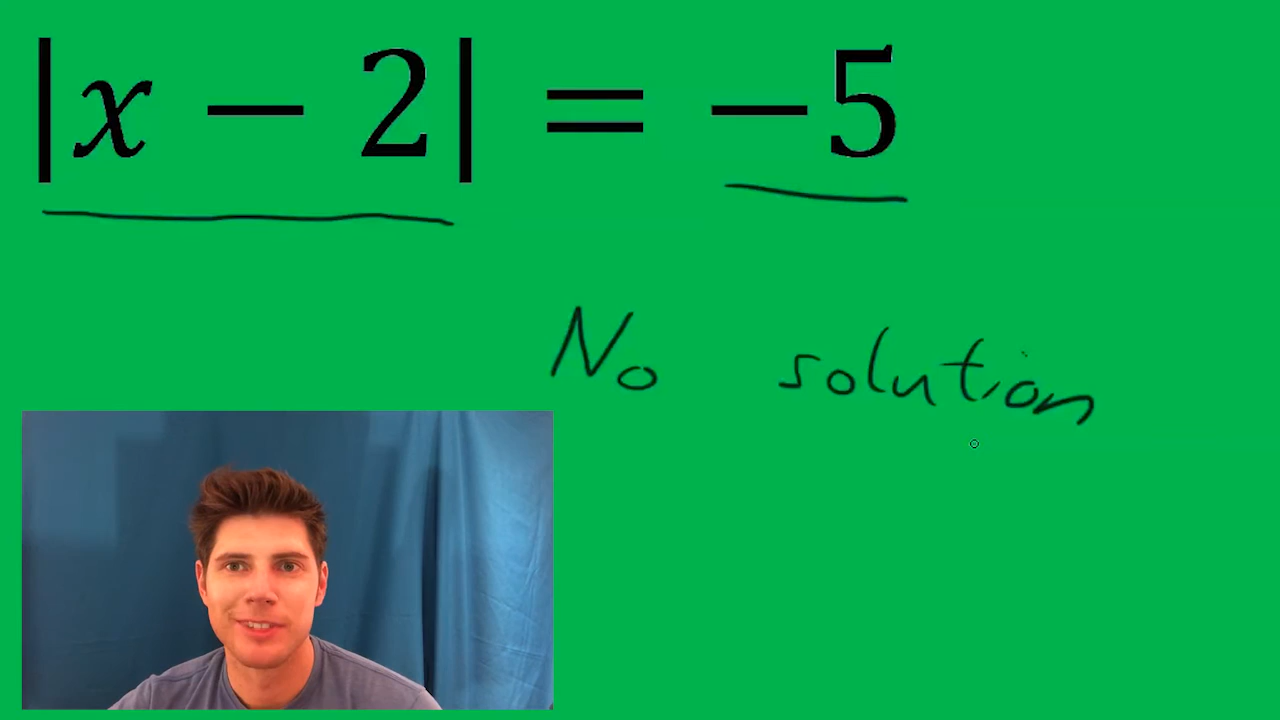 |x − 2| = −5
No solution